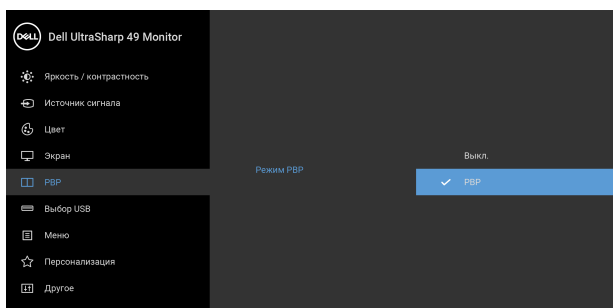 DELL
Dell UltraSharp 49 Monitor
Яркость / контрастность
Источник сигнала
Цвет
Экран
PBP
Выбор USB
Меню
Персонализация
Другое
Режим PBP
Выкл.
PBP